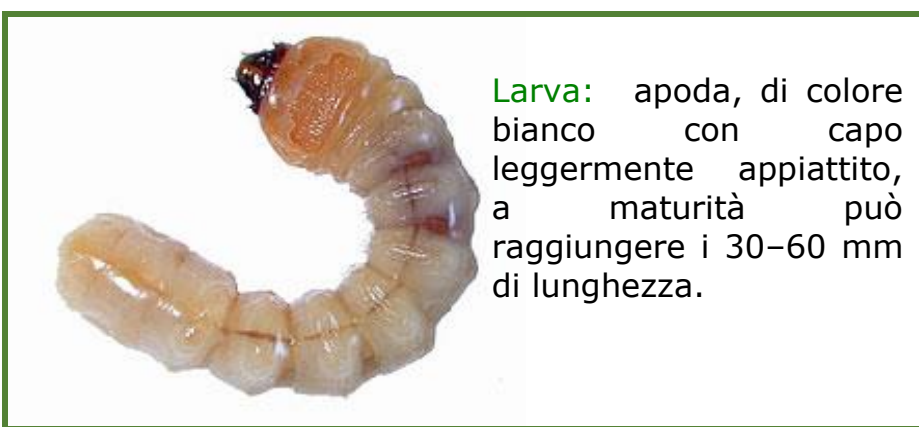 Larva: apoda, di colore
bianco con capo
leggermente appiattito,
a maturità può
raggiungere i 30–60 mm
di lunghezza.